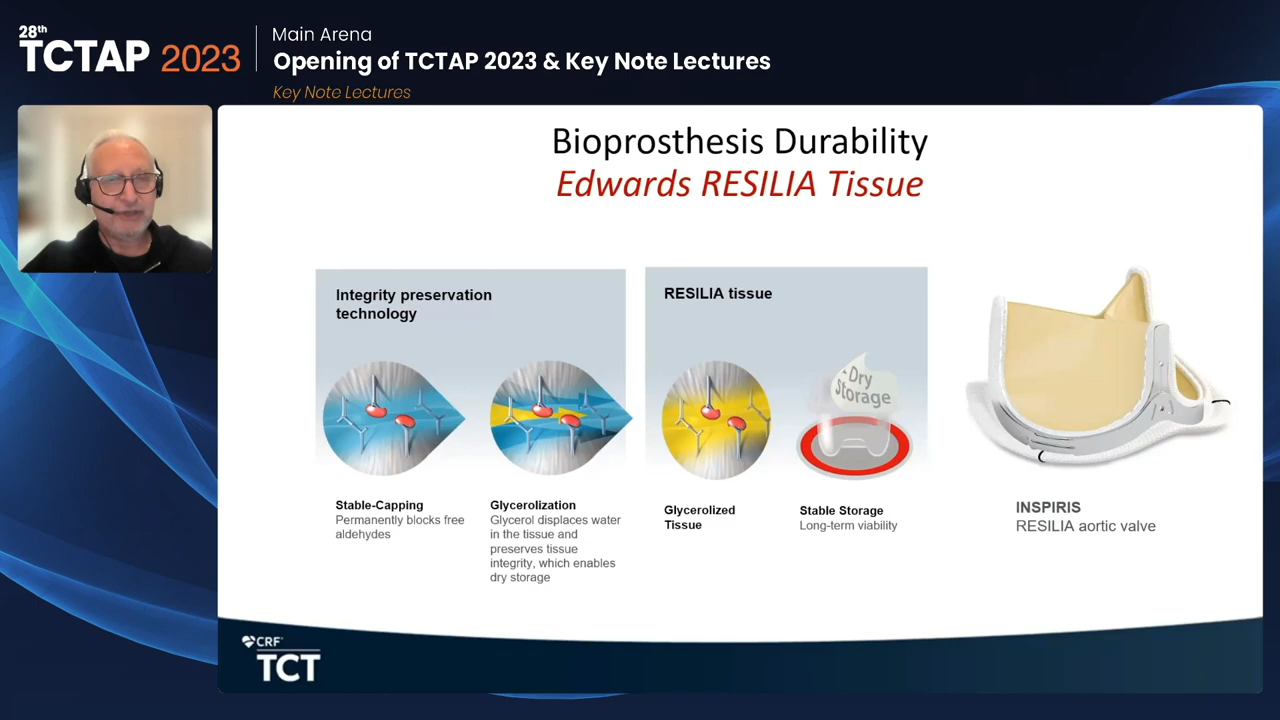 28th
TCTAP 2023
Main Arena
Opening of TCTAP 2023 & Key Note Lectures
Key Note Lectures
Bioprosthesis Durability
Edwards RESILIA Tissue
Integrity preservation
technology
Stable-Capping
Permanently blocks free
aldehydes
Glycerolization
Glycerol displaces water
in the tissue and
preserves tissue
integrity, which enables
dry storage
RESILIA tissue
Dry
Storage
Glycerolized
Tissue
Stable Storage
Long-term viability
INSPIRIS
RESILIA aortic valve
CRF
TCT